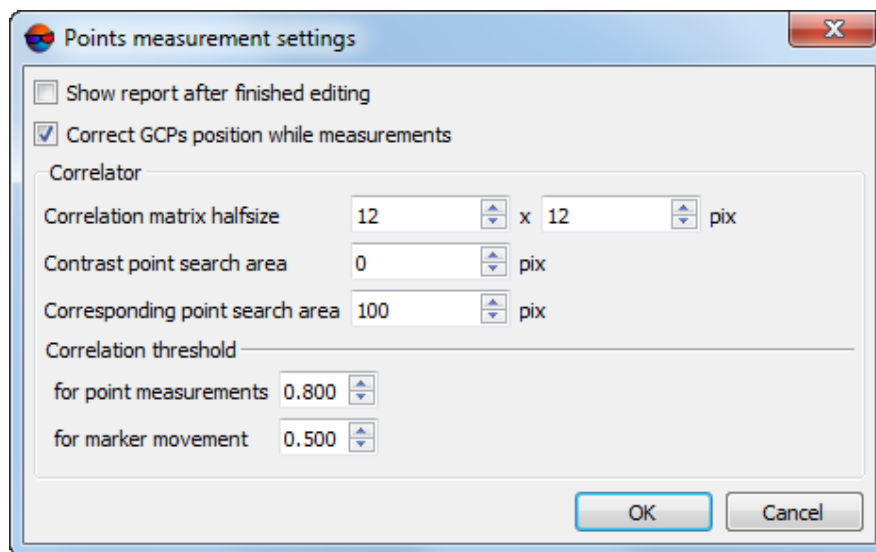 Points measurement settings
Show report after finished editing
Correct GCPs position while measurements
Correlator
Correlation matrix halfsize 12 x 12 pix
Contrast point search area 0 pix
Corresponding point search area 100 pix
Correlation threshold
for point measurements 0.800
for marker movement 0.500
OK Cancel